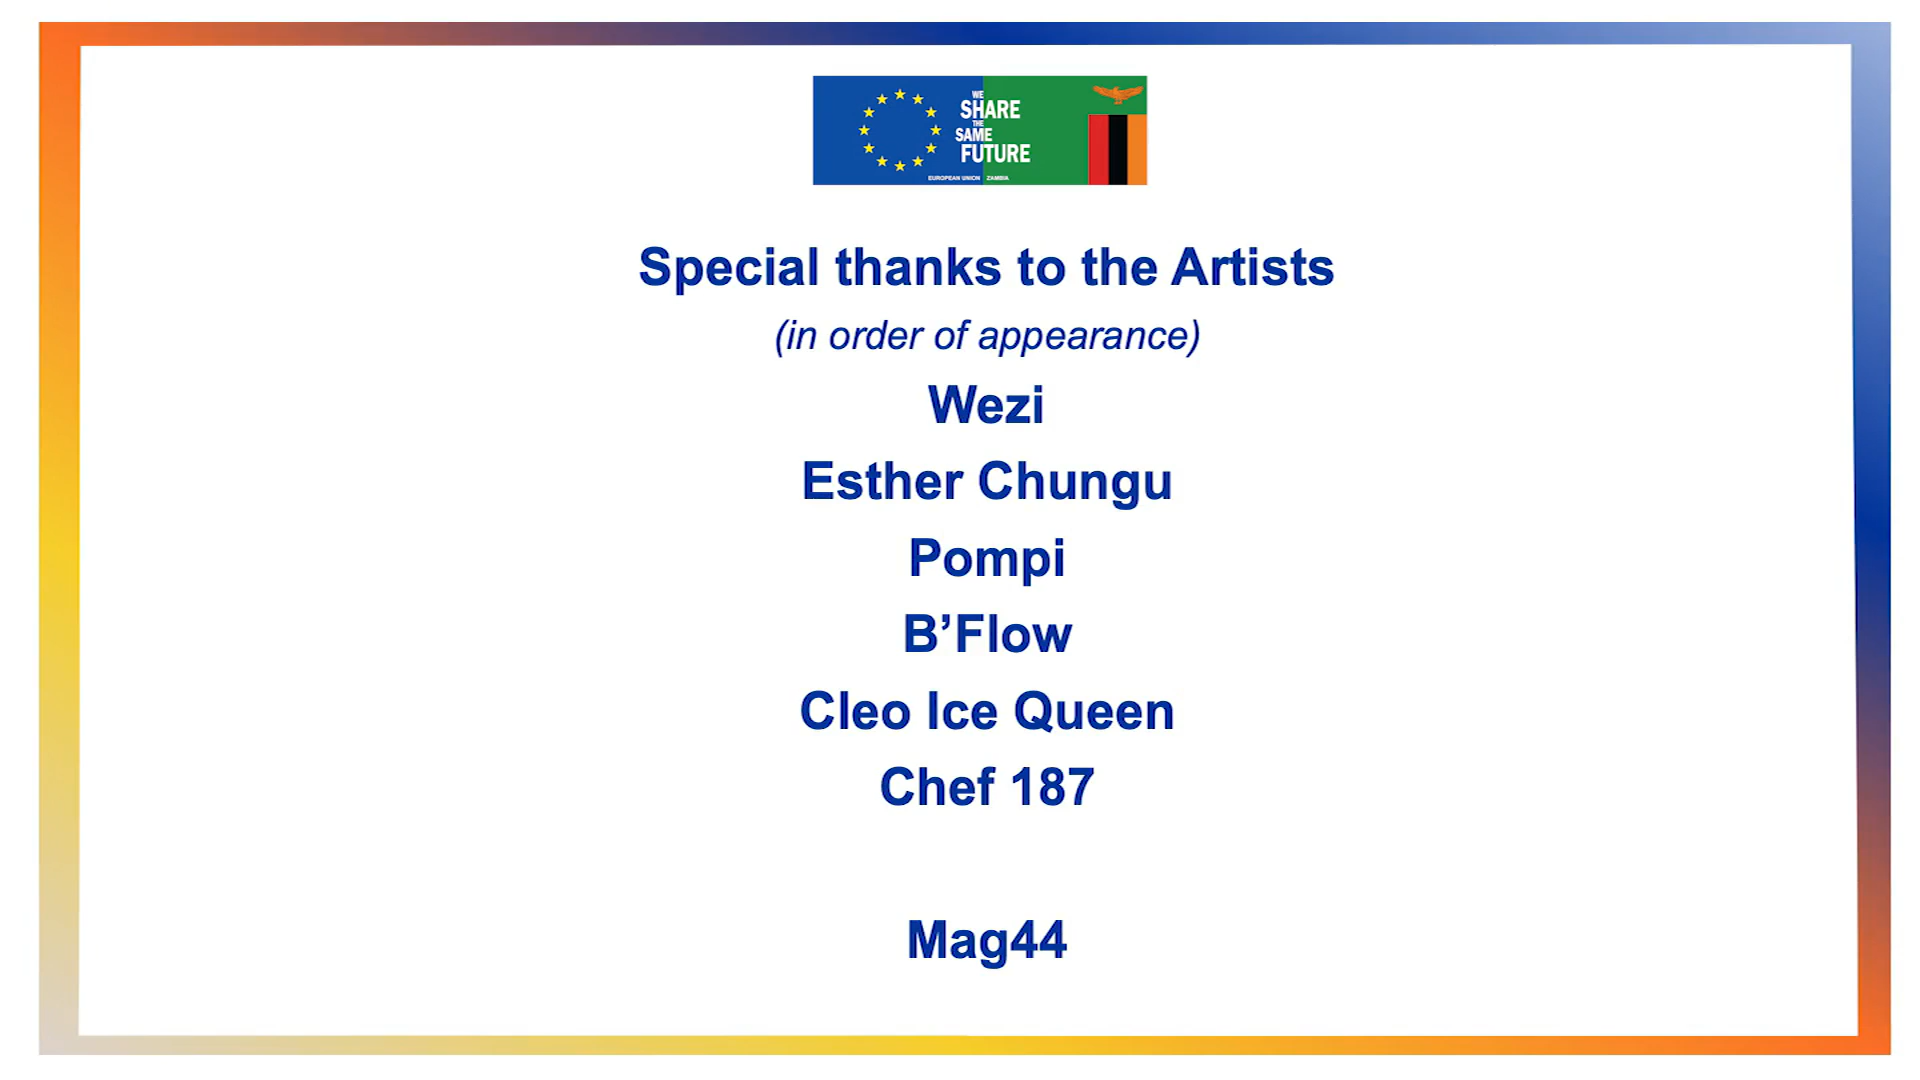 WE
SHARE
THE
SAME
FUTURE
EUROPEAN UNION ZAMBIA
Special thanks to the Artists
(in order of appearance)
Wezi
Esther Chungu
Pompi
B’Flow
Cleo Ice Queen
Chef 187
Mag44